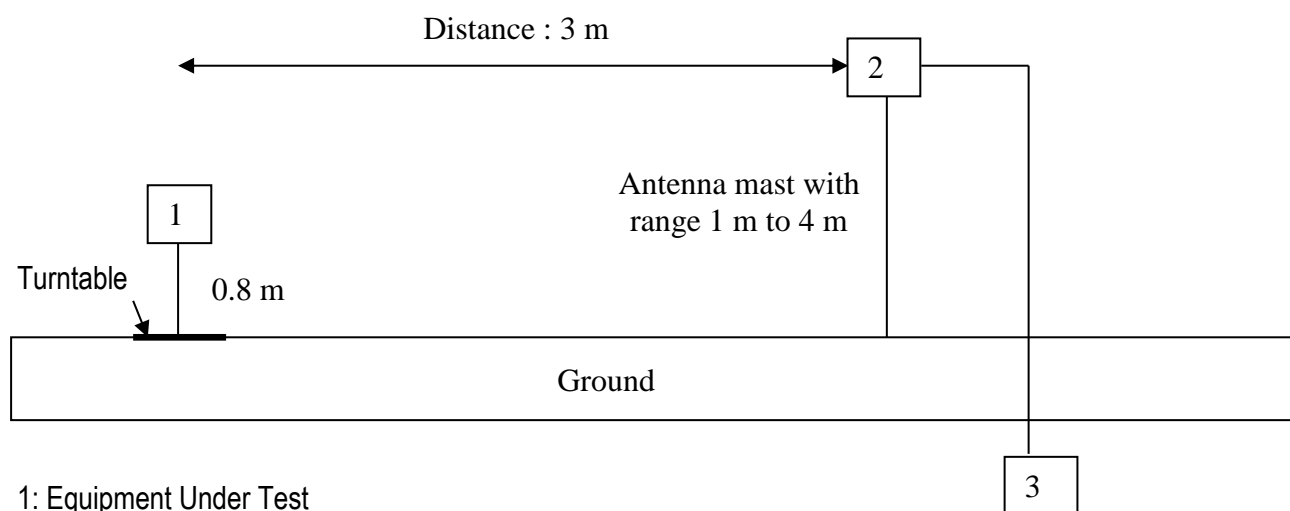 Distance : 3 m
2
Antenna mast with
range 1 m to 4 m
1
Turntable
0.8 m
Ground
1: Equipment Under Test
3